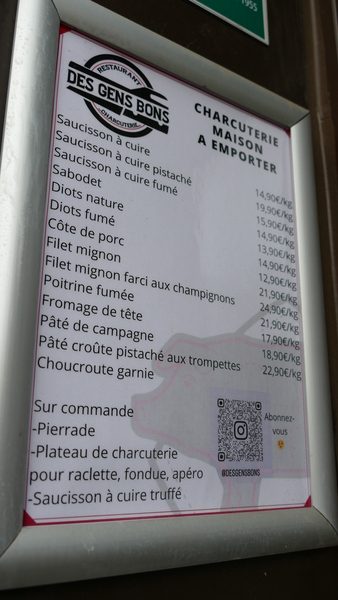 1955
RESTAURANT
DES GENS BONS
CHARCUTERIE
CHARCUTERIE
MAISON
A EMPORTER
Saucisson à cuire 14,90€/kg
Saucisson à cuire pistaché 19,90€/kg
Saucisson à cuire fumé 15,90€/kg
Sabodet 14,90€/kg
Diots nature 13,90€/kg
Diots fumé 14,90€/kg
Côte de porc 12,90€/kg
Filet mignon 21,90€/kg
Filet mignon farci aux champignons 24,90€/kg
Poitrine fumée 21,90€/kg
Fromage de tête 17,90€/kg
Pâté de campagne 18,90€/kg
Pâté croûte pistaché aux trompettes 22,90€/kg
Choucroute garnie
Sur commande
-Pierrade
-Plateau de charcuterie
pour raclette, fondue, apéro
-Saucisson à cuire truffé
Abonnez-
vous
@DESGENSBONS